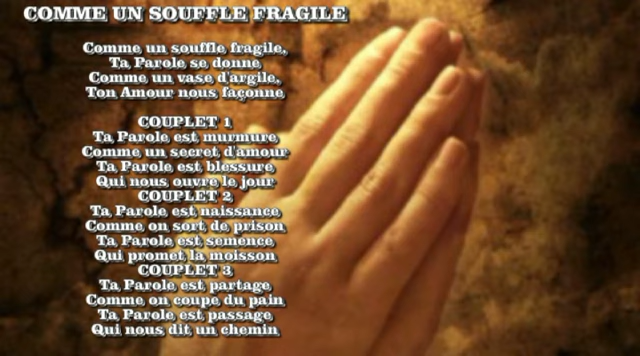 COMME UN SOUFFLE FRAGILE
Comme un souffle fragile,
Ta Parole se donne
Comme un vase d'argile,
Ton Amour nous façonne
COUPLET 1
Ta Parole est murmure
Comme un secret d'amour
Ta Parole est blessure
Qui nous ouvre le jour
COUPLET 2
Ta Parole est naissance
Comme on sort de prison
Ta Parole est semence
Qui promet la moisson
COUPLET 3
Ta Parole est partage
Comme on coupe du pain
Ta Parole est passage
Qui nous dit un chemin